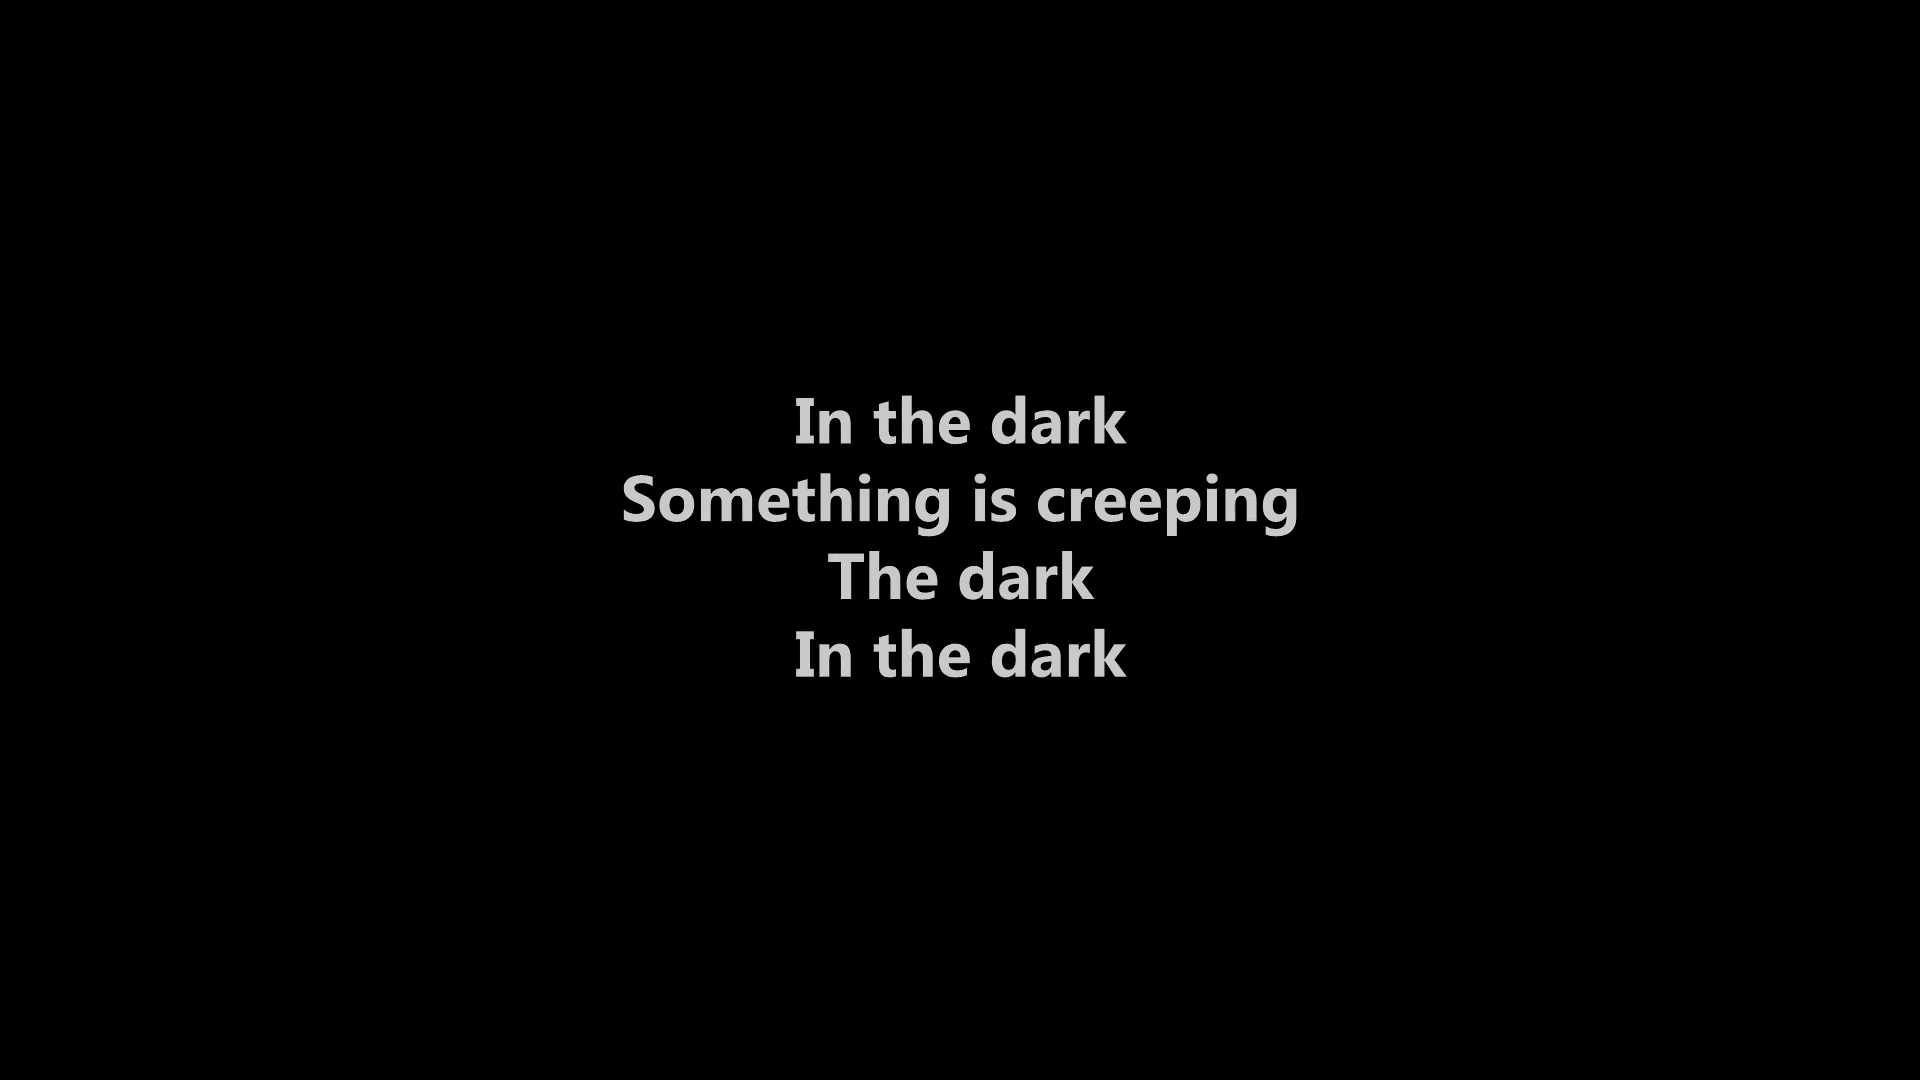 In the dark
Something is creeping
The dark
In the dark